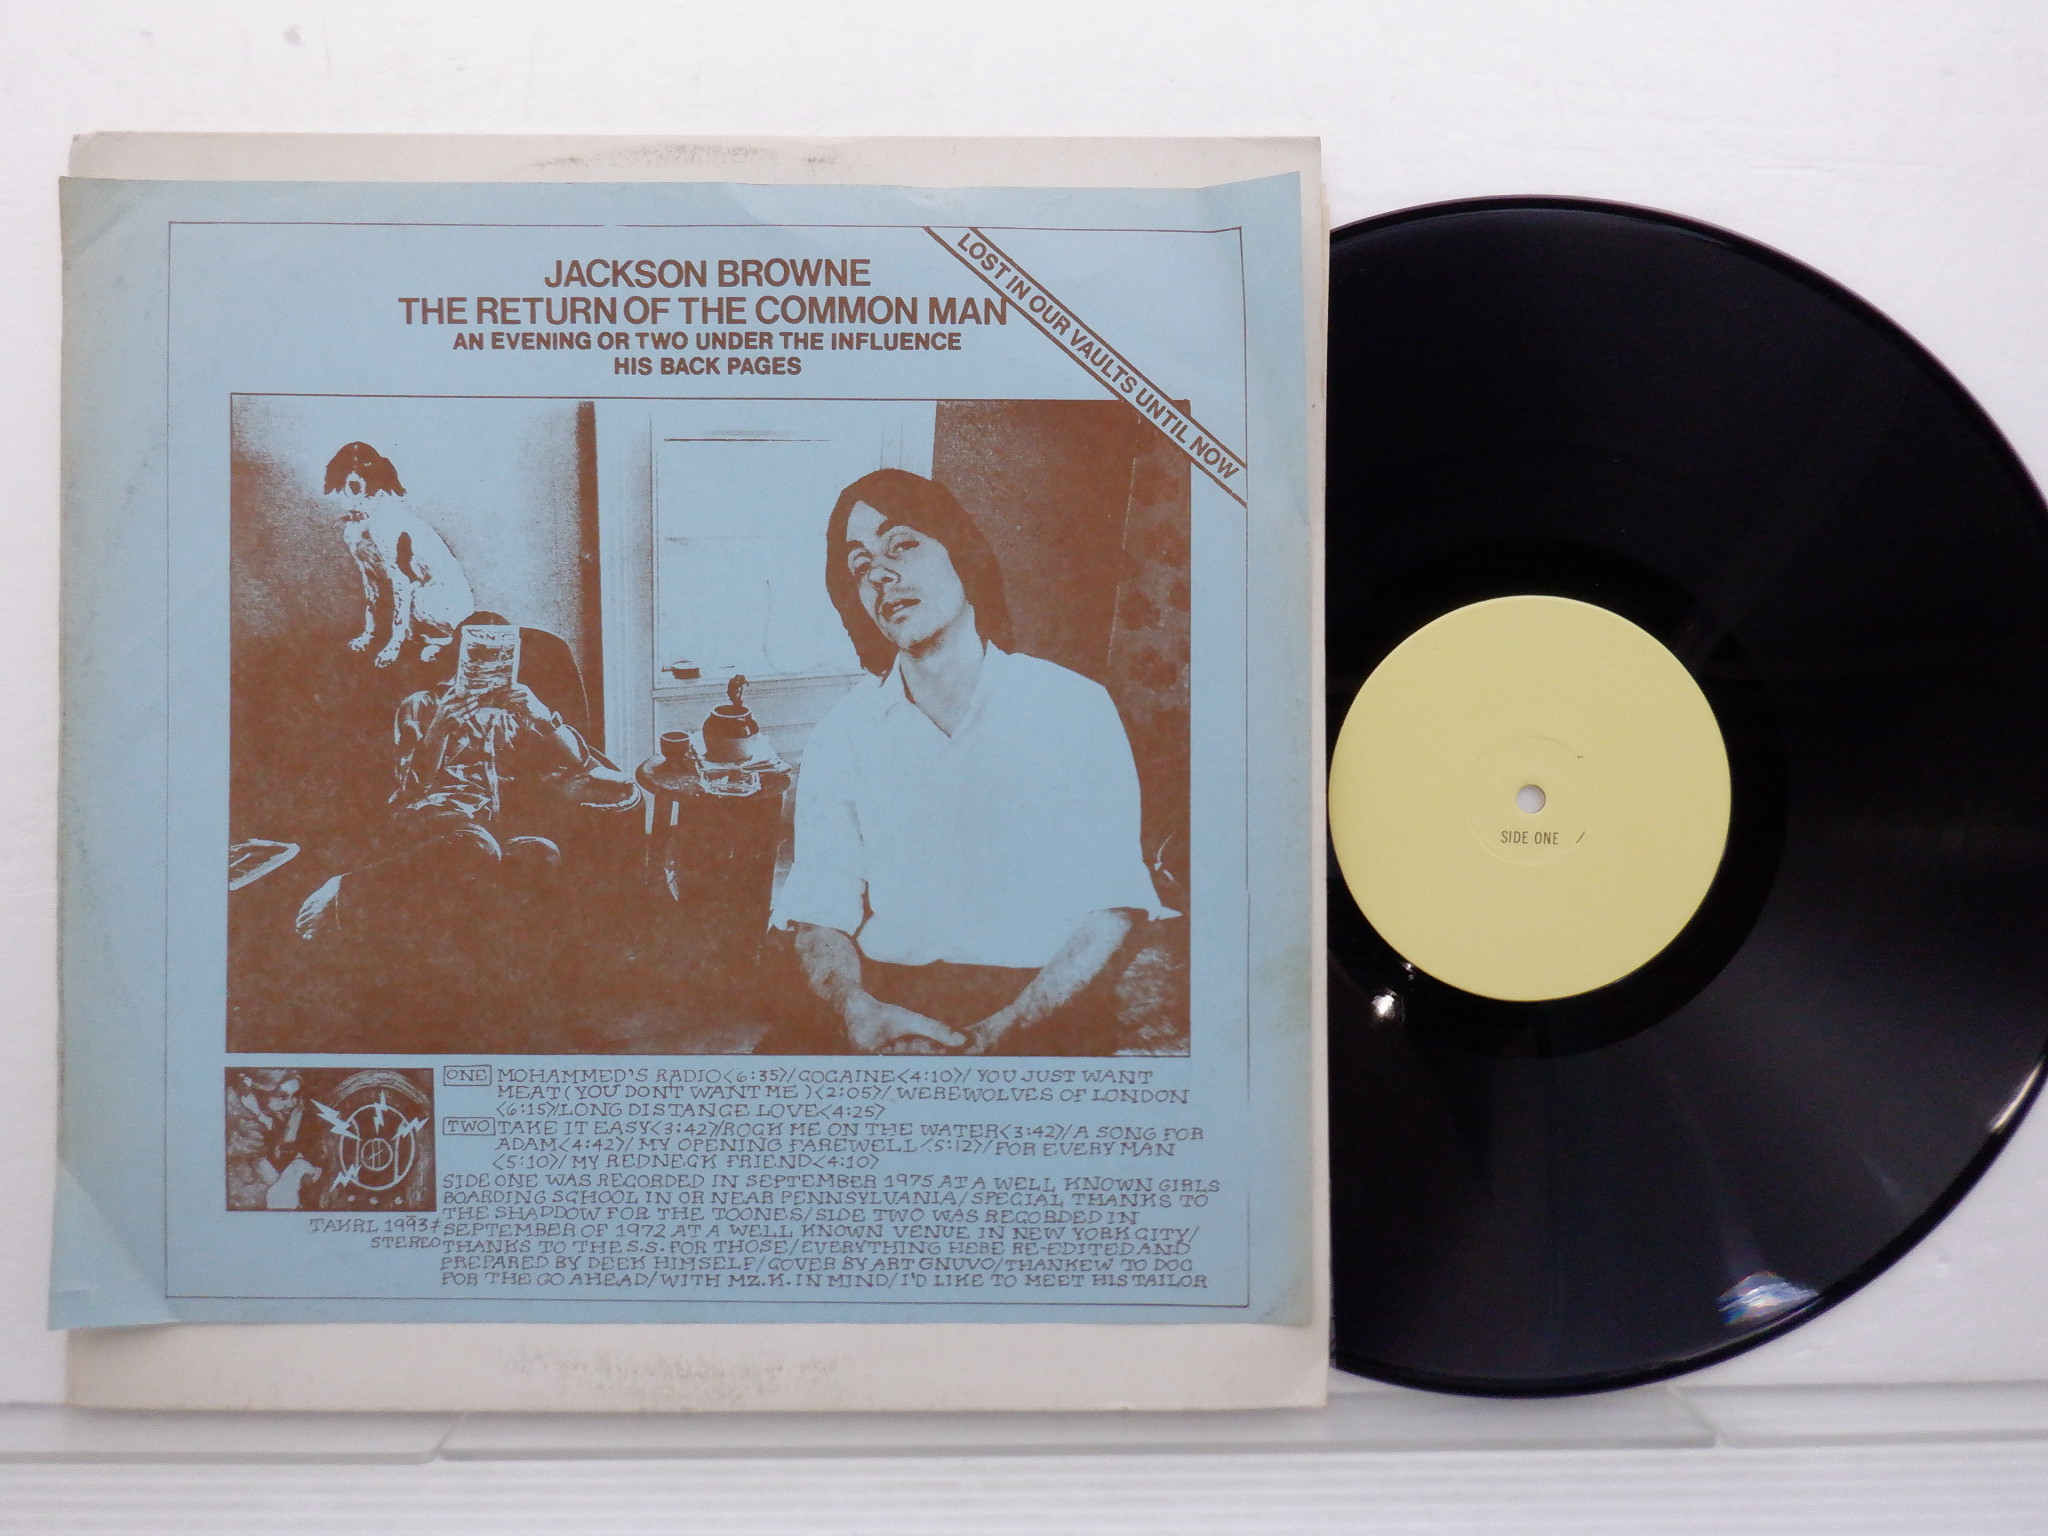 JACKSON BROWNE
THE RETURN OF THE COMMON MAN
AN EVENING OR TWO UNDER THE INFLUENCE
HIS BACK PAGES
LOST IN OUR VAULTS UNTIL NOW
ONE MOHAMMED'S RADIO<6:35>/COCAINE<4:10>/YOU JUST WANT
MEAT(YOU DONT WANT ME)<2:05>/WEREWOLVES OF LONDON
<6:15>/LONG DISTANCE LOVE<4:25>
TWO TAKE IT EASY<3:42>/ROCK ME ON THE WATER<3:42>/A SONG FOR
ADAM<4:42>/MY OPENING FAREWELL<5:12>/FOR EVERY MAN
<5:10>/MY REDNECK FRIEND<4:10>
SIDE ONE WAS RECORDED IN SEPTEMBER 1975 AT A WELL KNOWN GIRLS
BOARDING SCHOOL IN OR NEAR PENNSYLVANIA/SPECIAL THANKS TO
THE SHADDOW FOR THE TOONES/SIDE TWO WAS RECORDED IN
SEPTEMBER OF 1972 AT A WELL KNOWN VENUE IN NEW YORK CITY/
THANKS TO THE S.S. FOR THOSE/EVERYTHING HERE RE-EDITED AND
PREPARED BY DEEK HIMSELF/COVER BY ART GNUVO/THANKEW TO DOG
FOR THE GO AHEAD/WITH MZ.K. IN MIND/I'D LIKE TO MEET HIS TAILOR
TAKRL 1993
STEREO
SIDE ONE /